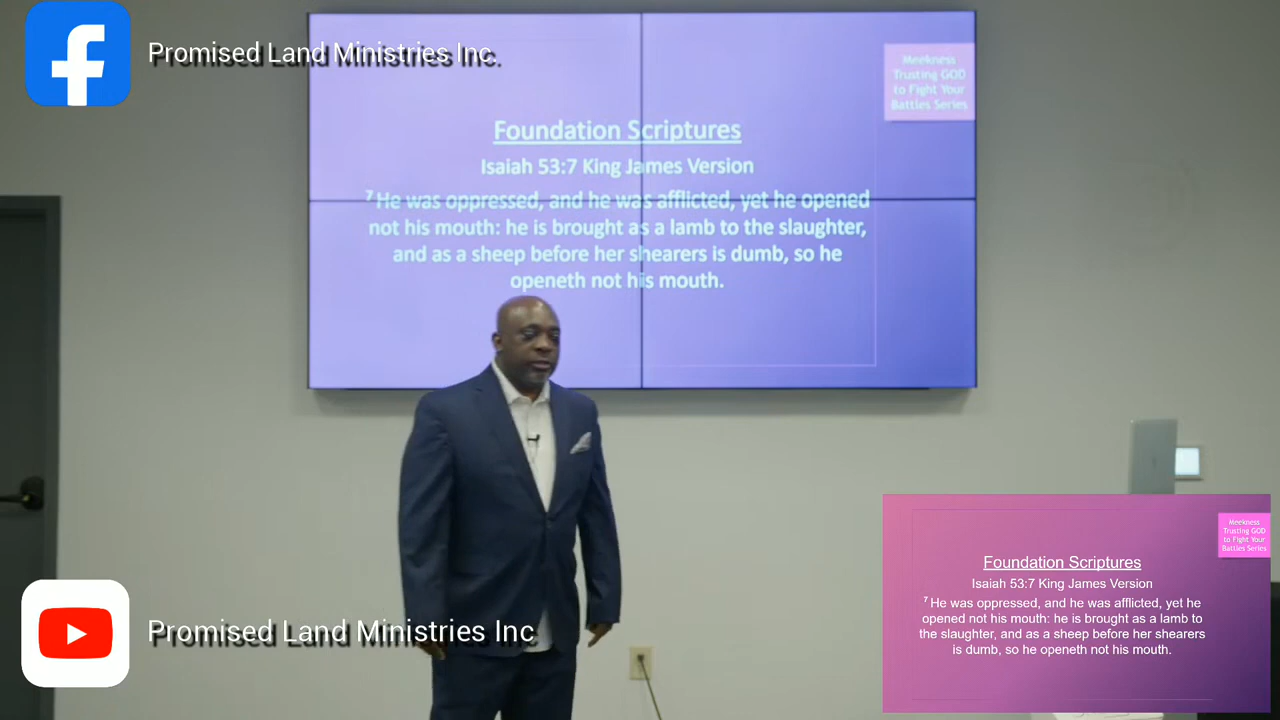 Promised Land Ministries Inc.
Meekness
Trusting GOD
to Fight Your
Battles Series
Foundation Scriptures
Isaiah 53:7 King James Version
7 He was oppressed, and he was afflicted, yet he opened
not his mouth: he is brought as a lamb to the slaughter,
and as a sheep before her shearers is dumb, so he
openeth not his mouth.
Meekness
Trusting GOD
to Fight Your
Battles Series
Foundation Scriptures
Isaiah 53:7 King James Version
7 He was oppressed, and he was afflicted, yet he
opened not his mouth: he is brought as a lamb to
the slaughter, and as a sheep before her shearers
is dumb, so he openeth not his mouth.
Promised Land Ministries Inc